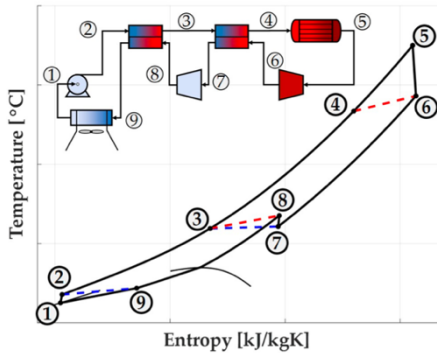 ② ③ ④ ⑤
① ⑧ ⑦ ⑥
⑨
⑤
④ ⑥
③ ⑧
⑦
② ⑨
①
Temperature [ °C]
Entropy [kJ/kgK]